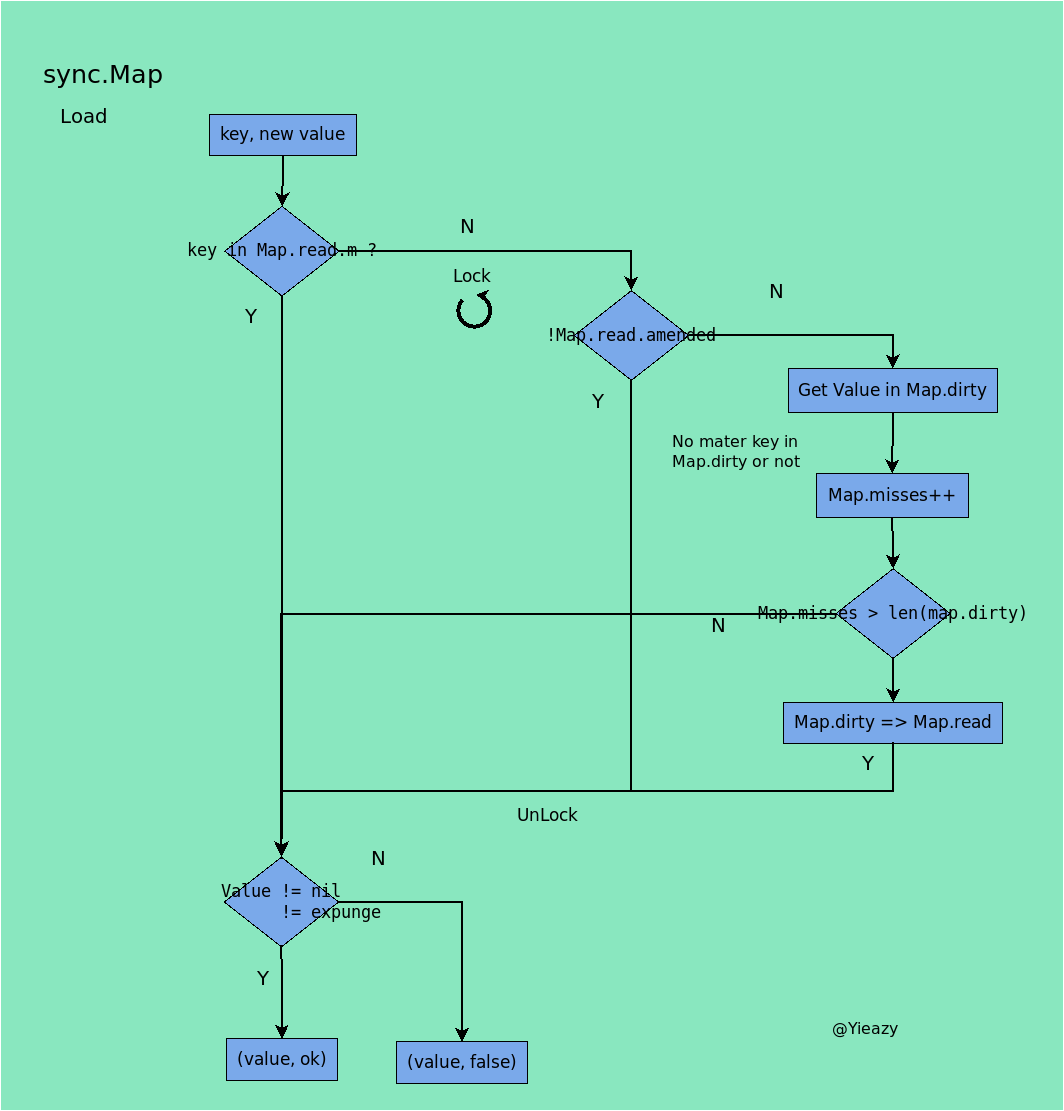 sync.Map
Load
key, new value
key in Map.read.m ?
N
Lock
Y
N
!Map.read.amended
Y
Get Value in Map.dirty
No mater key in
Map.dirty or not
Map.misses++
Map.misses > len(map.dirty)
N
Map.dirty => Map.read
Y
UnLock
N
Value != nil
!= expunge
Y
(value, ok)
(value, false)
@Yieazy